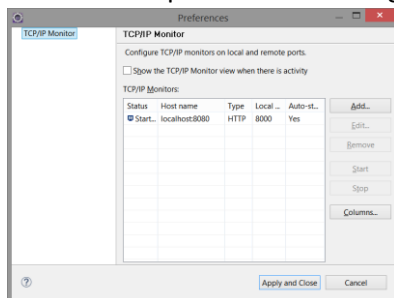 Preferences
TCP/IP Monitor
TCP/IP Monitor
Configure TCP/IP monitors on local and remote ports.
Show the TCP/IP Monitor view when there is activity
TCP/IP Monitors:
Status Host name Type Local ... Auto-st...
Start... localhost:8080 HTTP 8000 Yes
Add...
Edit...
Remove
Start
Stop
Columns...
Apply and Close Cancel